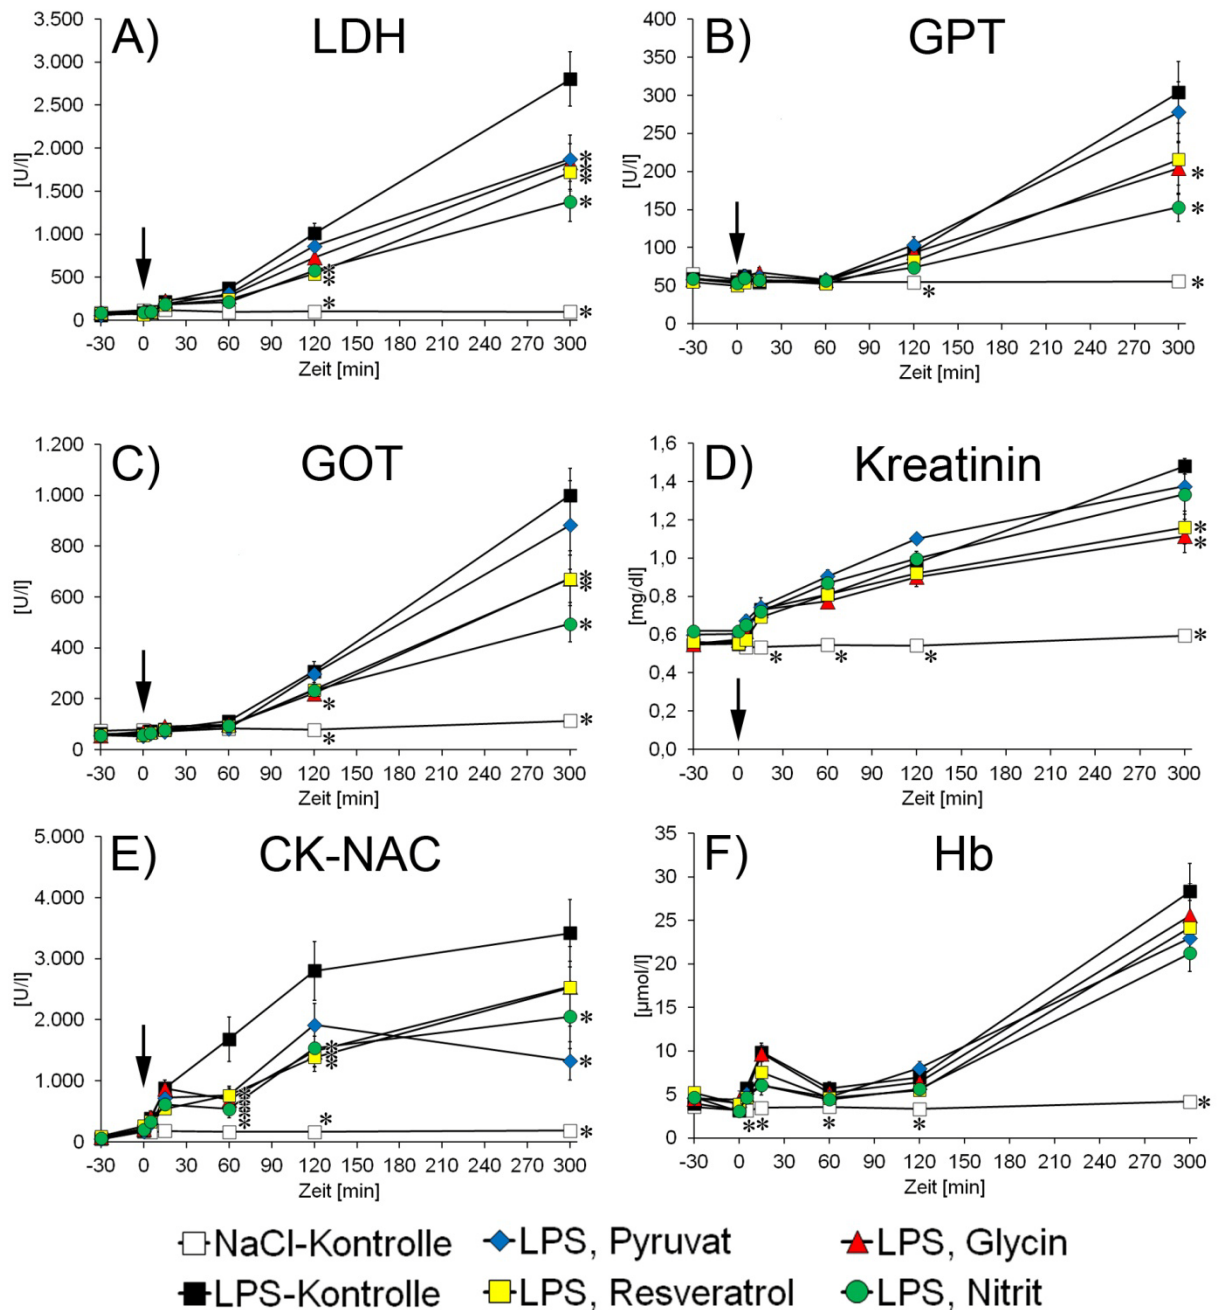 A) LDH
3.500
3.000
2.500
2.000
1.500
1.000
500
0
[U/l]
-30 0 30 60 90 120 150 180 210 240 270 300
Zeit [min]
* * * * * * * *
B) GPT
400
350
300
250
200
150
100
50
0
[U/l]
-30 0 30 60 90 120 150 180 210 240 270 300
Zeit [min]
* * * *
C) GOT
1.200
1.000
800
600
400
200
0
[U/l]
-30 0 30 60 90 120 150 180 210 240 270 300
Zeit [min]
* * * * * *
D) Kreatinin
1,6
1,4
1,2
1,0
0,8
0,6
0,4
0,2
0,0
[mg/dl]
-30 0 30 60 90 120 150 180 210 240 270 300
Zeit [min]
* * * * * *
E) CK-NAC
5.000
4.000
3.000
2.000
1.000
0
[U/l]
-30 0 30 60 90 120 150 180 210 240 270 300
Zeit [min]
* * * * * * * * * * * *
F) Hb
35
30
25
20
15
10
5
0
[µmol/l]
-30 0 30 60 90 120 150 180 210 240 270 300
Zeit [min]
* * * * *
NaCl-Kontrolle LPS, Pyruvat LPS, Glycin
LPS-Kontrolle LPS, Resveratrol LPS, Nitrit